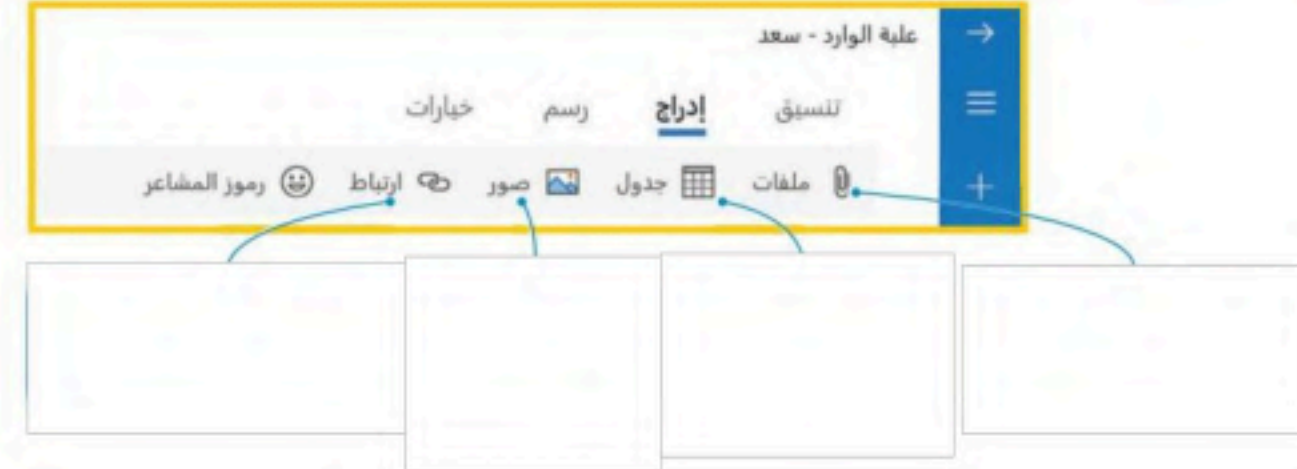 علبة الوارد - سعد
تنسيق إدراج رسم خيارات
ملفات جدول صور ارتباط رموز المشاعر